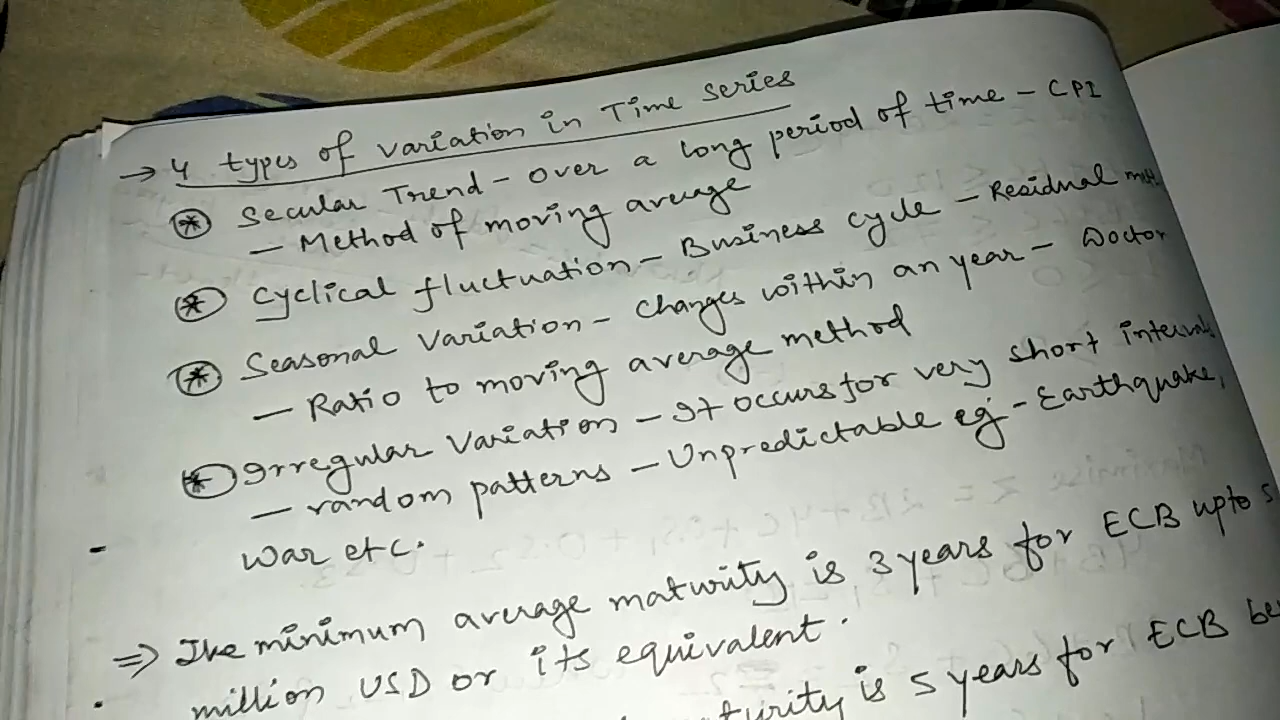 → 4 types of variation in Time series
* Secular Trend - over a long period of time - CPI
- Method of moving average
* Cyclical fluctuation - Business cycle - Residual
* Seasonal Variation - changes within an year - Doctor
- Ratio to moving average method
* Irregular Variation - It occurs for very short interval
- random patterns - Unpredictable eg - Earthquake,
War etc.
⇒ The minimum average maturity is 3 years for ECB upto
million USD or its equivalent.
is 5 years for ECB